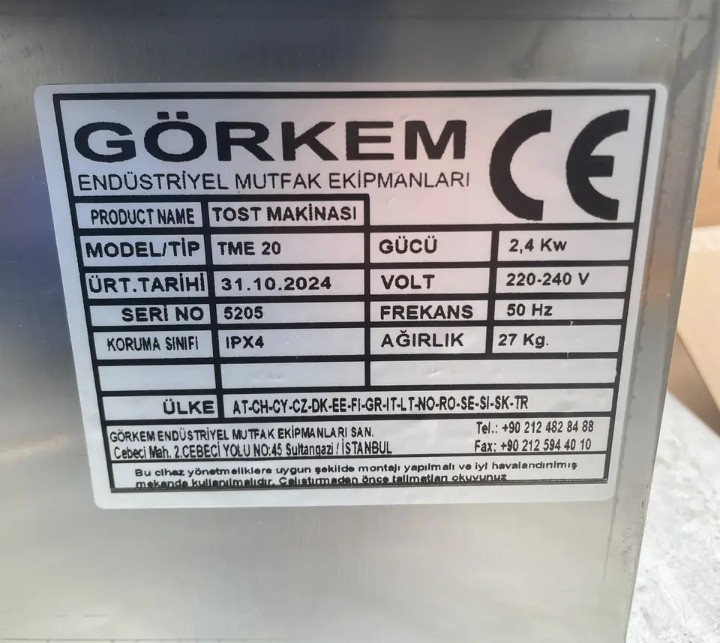 GÖRKEM CE
ENDÜSTRİYEL MUTFAK EKİPMANLARI
PRODUCT NAME TOST MAKİNASI
MODEL/TİP TME 20 GÜCÜ 2,4 Kw
ÜRT.TARİHİ 31.10.2024 VOLT 220-240 V
SERİ NO 5205 FREKANS 50 Hz
KORUMA SINIFI IPX4 AĞIRLIK 27 Kg.
ÜLKE AT-CH-CY-CZ-DK-EE-FI-GR-IT-LT-NO-RO-SE-SI-SK-TR
GÖRKEM ENDÜSTRİYEL MUTFAK EKİPMANLARI SAN. Tel.: +90 212 482 84 88
Cebeci Mah. 2.CEBECİ YOLU NO:45 Sultangazi / İSTANBUL Fax: +90 212 594 40 10
Bu cihaz yönetmeliklere uygun şekilde montajı yapılmalı ve iyi havalandırılmış
mekanda kullanılmalıdır. Çalıştırmadan önce talimatları okuyunuz